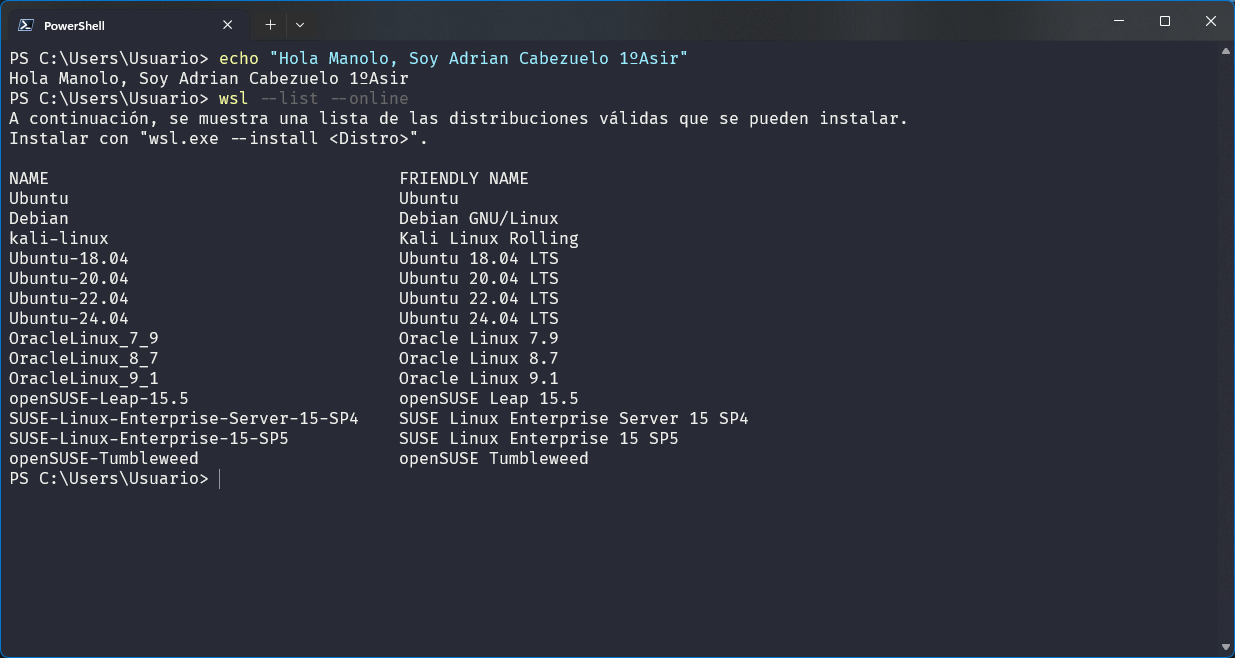 PowerShell
PS C:\Users\Usuario> echo "Hola Manolo, Soy Adrian Cabezuelo 1ºAsir"
Hola Manolo, Soy Adrian Cabezuelo 1ºAsir
PS C:\Users\Usuario> wsl --list --online
A continuación, se muestra una lista de las distribuciones válidas que se pueden instalar.
Instalar con "wsl.exe --install <Distro>".
NAME FRIENDLY NAME
Ubuntu Ubuntu
Debian Debian GNU/Linux
kali-linux Kali Linux Rolling
Ubuntu-18.04 Ubuntu 18.04 LTS
Ubuntu-20.04 Ubuntu 20.04 LTS
Ubuntu-22.04 Ubuntu 22.04 LTS
Ubuntu-24.04 Ubuntu 24.04 LTS
OracleLinux_7_9 Oracle Linux 7.9
OracleLinux_8_7 Oracle Linux 8.7
OracleLinux_9_1 Oracle Linux 9.1
openSUSE-Leap-15.5 openSUSE Leap 15.5
SUSE-Linux-Enterprise-Server-15-SP4 SUSE Linux Enterprise Server 15 SP4
SUSE-Linux-Enterprise-15-SP5 SUSE Linux Enterprise 15 SP5
openSUSE-Tumbleweed openSUSE Tumbleweed
PS C:\Users\Usuario>